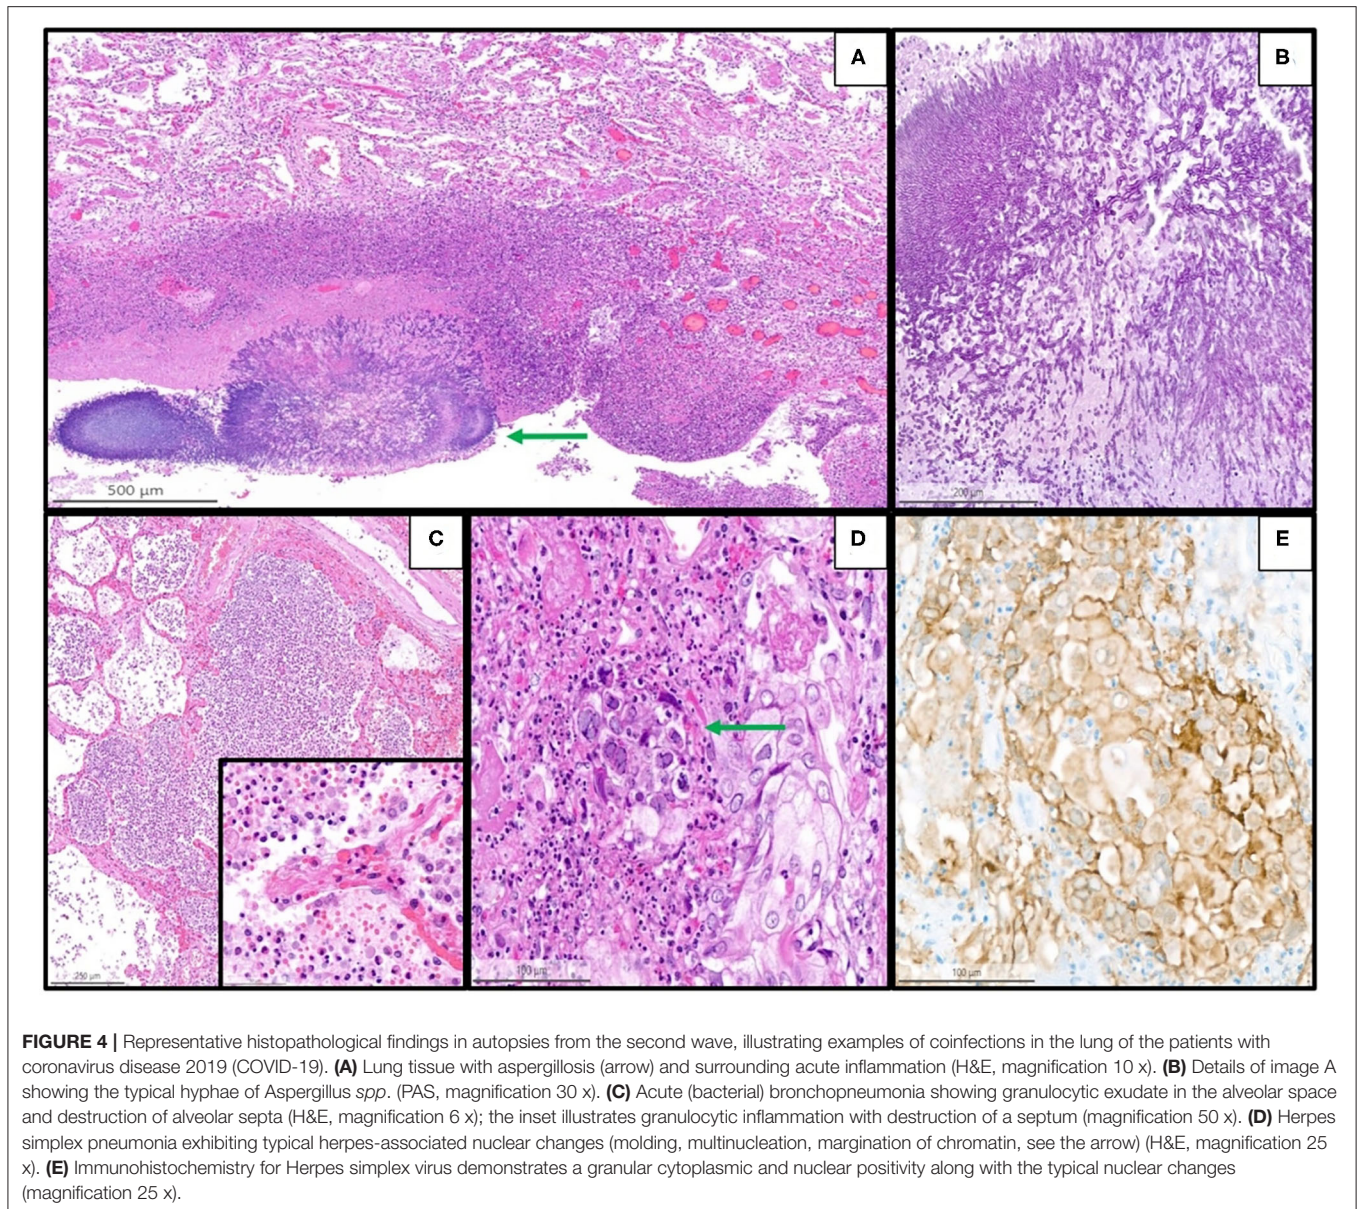 A
B
500 µm
200 µm
C
D
E
250 µm
100 µm
100 µm
FIGURE 4 | Representative histopathological findings in autopsies from the second wave, illustrating examples of coinfections in the lung of the patients with
coronavirus disease 2019 (COVID-19). (A) Lung tissue with aspergillosis (arrow) and surrounding acute inflammation (H&E, magnification 10 x). (B) Details of image A
showing the typical hyphae of Aspergillus spp. (PAS, magnification 30 x). (C) Acute (bacterial) bronchopneumonia showing granulocytic exudate in the alveolar space
and destruction of alveolar septa (H&E, magnification 6 x); the inset illustrates granulocytic inflammation with destruction of a septum (magnification 50 x). (D) Herpes
simplex pneumonia exhibiting typical herpes-associated nuclear changes (molding, multinucleation, margination of chromatin, see the arrow) (H&E, magnification 25
x). (E) Immunohistochemistry for Herpes simplex virus demonstrates a granular cytoplasmic and nuclear positivity along with the typical nuclear changes
(magnification 25 x).